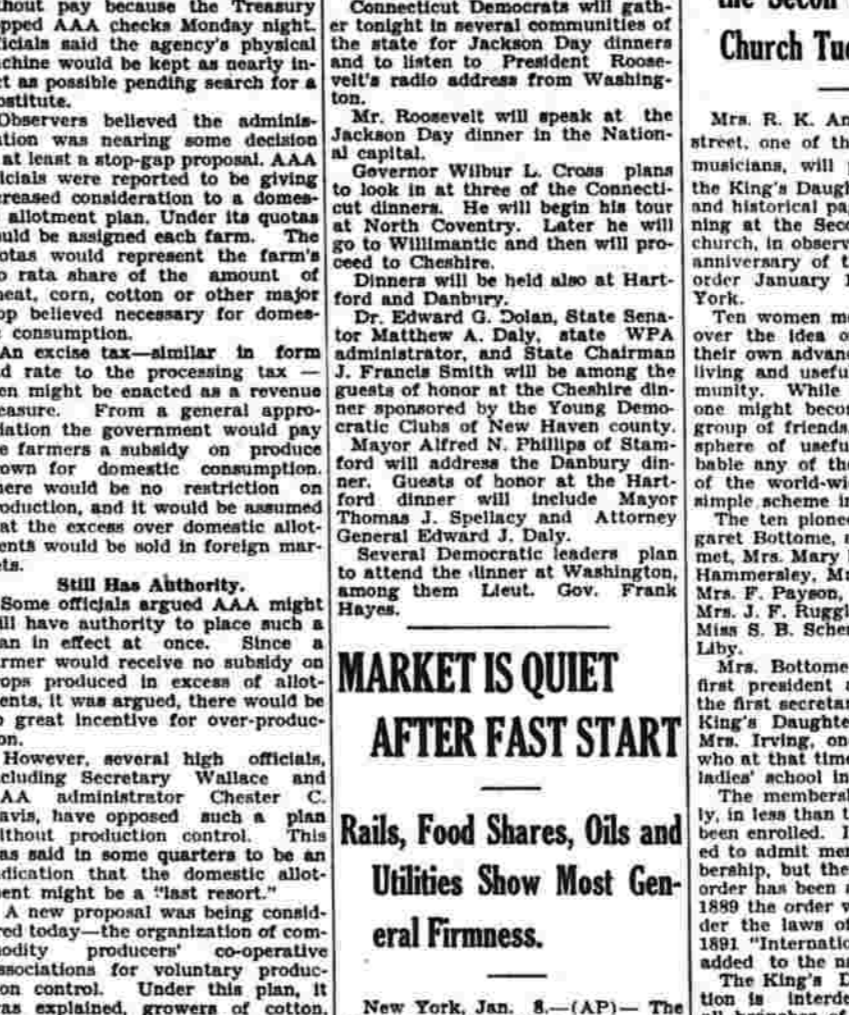 thout pay because the Treasury
pped AAA checks Monday night.
ficials said the agency's physical
chine would be kept as nearly in-
ct as possible pending search for a
ostitute.
Observers believed the adminis-
ation was nearing some decision
at least a stop-gap proposal. AAA
icials were reported to be giving
creased consideration to a domes-
allotment plan. Under its quotas
ould be assigned each farm. The
otas would represent the farm's
o rata share of the amount of
heat, corn, cotton or other major
op believed necessary for domes-
c consumption.
An excise tax—similar in form
d rate to the processing tax —
en might be enacted as a revenue
easure. From a general appro-
iation the government would pay
e farmers a subsidy on produce
own for domestic consumption.
here would be no restriction on
oduction, and it would be assumed
at the excess over domestic allot-
ents would be sold in foreign mar-
ts.
Still Has Authority.
Some officials argued AAA might
ill have authority to place such a
an in effect at once. Since a
rmer would receive no subsidy on
ops produced in excess of allot-
ents, it was argued, there would be
o great incentive for over-produc-
on.
However, several high officials,
cluding Secretary Wallace and
AA administrator Chester C.
avis, have opposed such a plan
ithout production control. This
as said in some quarters to be an
dication that the domestic allot-
ent might be a "last resort."
A new proposal was being consid-
red today—the organization of com-
odity producers' co-operative
ssociations for voluntary produc-
on control. Under this plan, it
as explained, growers of cotton,
Connecticut Democrats will gath-
er tonight in several communities of
the state for Jackson Day dinners
and to listen to President Roose-
velt's radio address from Washing-
ton.
Mr. Roosevelt will speak at the
Jackson Day dinner in the Nation-
al capital.
Governor Wilbur L. Cross plans
to look in at three of the Connecti-
cut dinners. He will begin his tour
at North Coventry. Later he will
go to Willimantic and then will pro-
ceed to Cheshire.
Dinners will be held also at Hart-
ford and Danbury.
Dr. Edward G. Dolan, State Sena-
tor Matthew A. Daly, state WPA
administrator, and State Chairman
J. Francis Smith will be among the
guests of honor at the Cheshire din-
ner sponsored by the Young Demo-
cratic Clubs of New Haven county.
Mayor Alfred N. Phillips of Stam-
ford will address the Danbury din-
ner. Guests of honor at the Hart-
ford dinner will include Mayor
Thomas J. Spellacy and Attorney
General Edward J. Daly.
Several Democratic leaders plan
to attend the dinner at Washington,
among them Lieut. Gov. Frank
Hayes.
MARKET IS QUIET
AFTER FAST START
Rails, Food Shares, Oils and
Utilities Show Most Gen-
eral Firmness.
New York, Jan. 8.—(AP)— The
the Secon
Church Tue
Mrs. R. K. An
street, one of th
musicians, will
the King's Daugh
and historical pa
ning at the Seco
church, in observ
anniversary of t
order January 1
York.
Ten women m
over the idea o
their own advan
living and usefu
munity. While
one might becor
group of friends
sphere of usefu
bable any of the
of the world-wi
simple scheme i
The ten pionee
garet Bottome, a
met, Mrs. Mary
Hammersley, M
Mrs. F. Payson,
Mrs. J. F. Ruggl
Miss S. B. Scher
Liby.
Mrs. Bottome
first president a
the first secretar
King's Daughte
Mrs. Irving, on
who at that time
ladies' school in
The membersh
ly, in less than t
been enrolled. I
ed to admit mer
bership, but the
order has been a
1889 the order v
der the laws of
1891 "Internatio
added to the na
The King's D
tion is interde